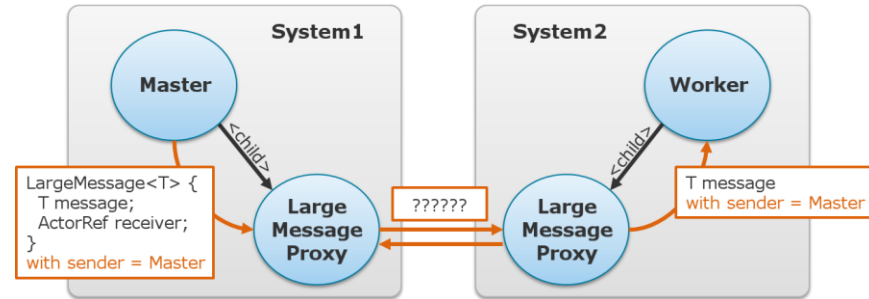 System1
System2
Master
Worker
<child>
<child>
LargeMessage<T> {
T message;
ActorRef receiver;
}
with sender = Master
Large
Message
Proxy
??????
Large
Message
Proxy
T message
with sender = Master